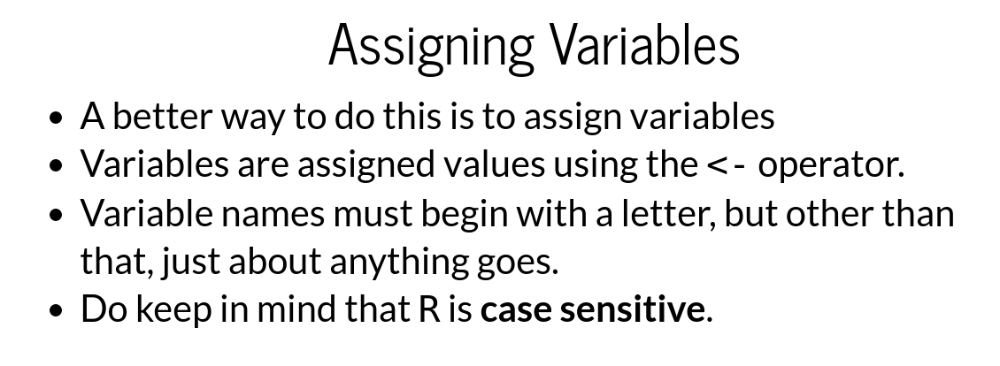 Assigning Variables
• A better way to do this is to assign variables
• Variables are assigned values using the <- operator.
• Variable names must begin with a letter, but other than
that, just about anything goes.
• Do keep in mind that R is case sensitive.